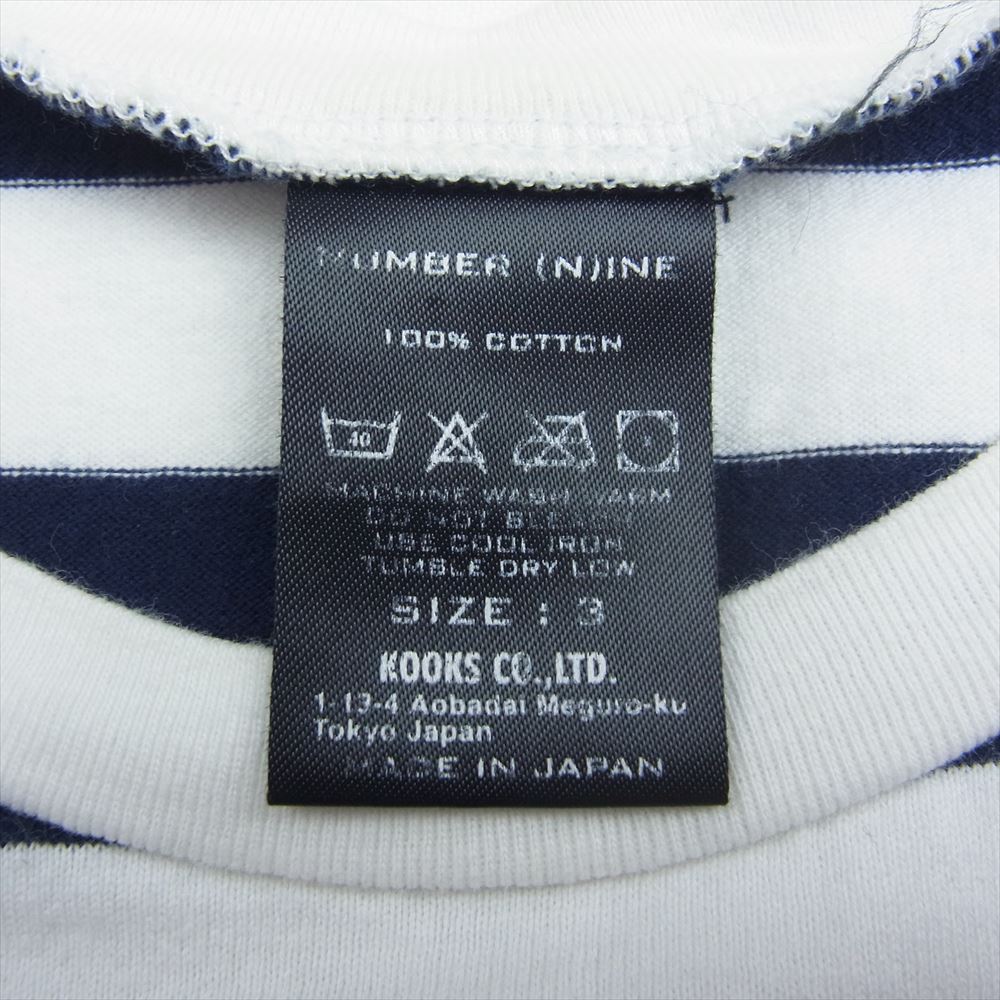 NUMBER (N)INE
100% COTTON
40
MACHINE WASH WARM
DO NOT BLEACH
USE COOL IRON
TUMBLE DRY LOW
SIZE : 3
KOOKS CO.,LTD.
1-13-4 Aobadai Meguro-ku
Tokyo Japan
MADE IN JAPAN